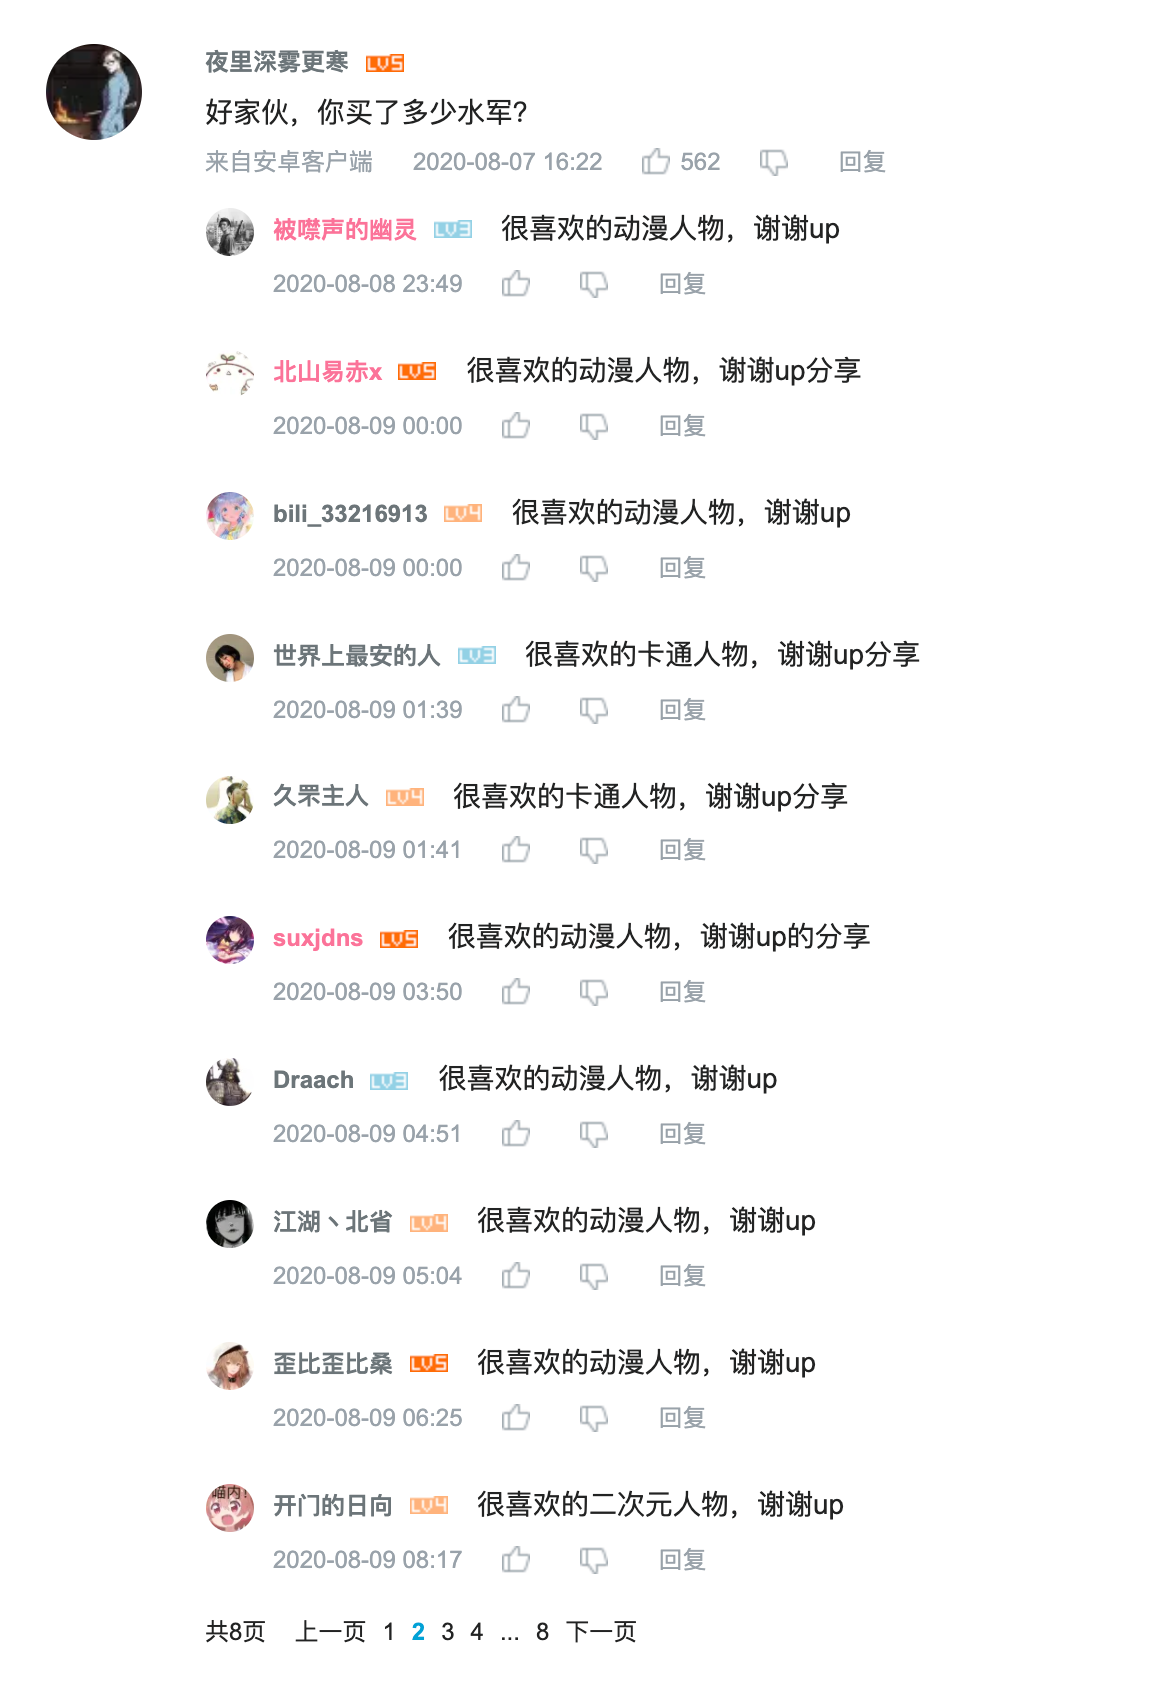 夜里深雾更寒 LV5
好家伙，你买了多少水军？
来自安卓客户端 2020-08-07 16:22 562 回复
被噤声的幽灵 LV3 很喜欢的动漫人物，谢谢up
2020-08-08 23:49 回复
北山易赤x LV5 很喜欢的动漫人物，谢谢up分享
2020-08-09 00:00 回复
bili_33216913 LV4 很喜欢的动漫人物，谢谢up
2020-08-09 00:00 回复
世界上最安的人 LV3 很喜欢的卡通人物，谢谢up分享
2020-08-09 01:39 回复
久罘主人 LV4 很喜欢的卡通人物，谢谢up分享
2020-08-09 01:41 回复
suxjdns LV5 很喜欢的动漫人物，谢谢up的分享
2020-08-09 03:50 回复
Draach LV3 很喜欢的动漫人物，谢谢up
2020-08-09 04:51 回复
江湖丶北省 LV4 很喜欢的动漫人物，谢谢up
2020-08-09 05:04 回复
歪比歪比桑 LV5 很喜欢的动漫人物，谢谢up
2020-08-09 06:25 回复
喵内！
开门的日向 LV4 很喜欢的二次元人物，谢谢up
2020-08-09 08:17 回复
共8页 上一页 1 2 3 4 ... 8 下一页